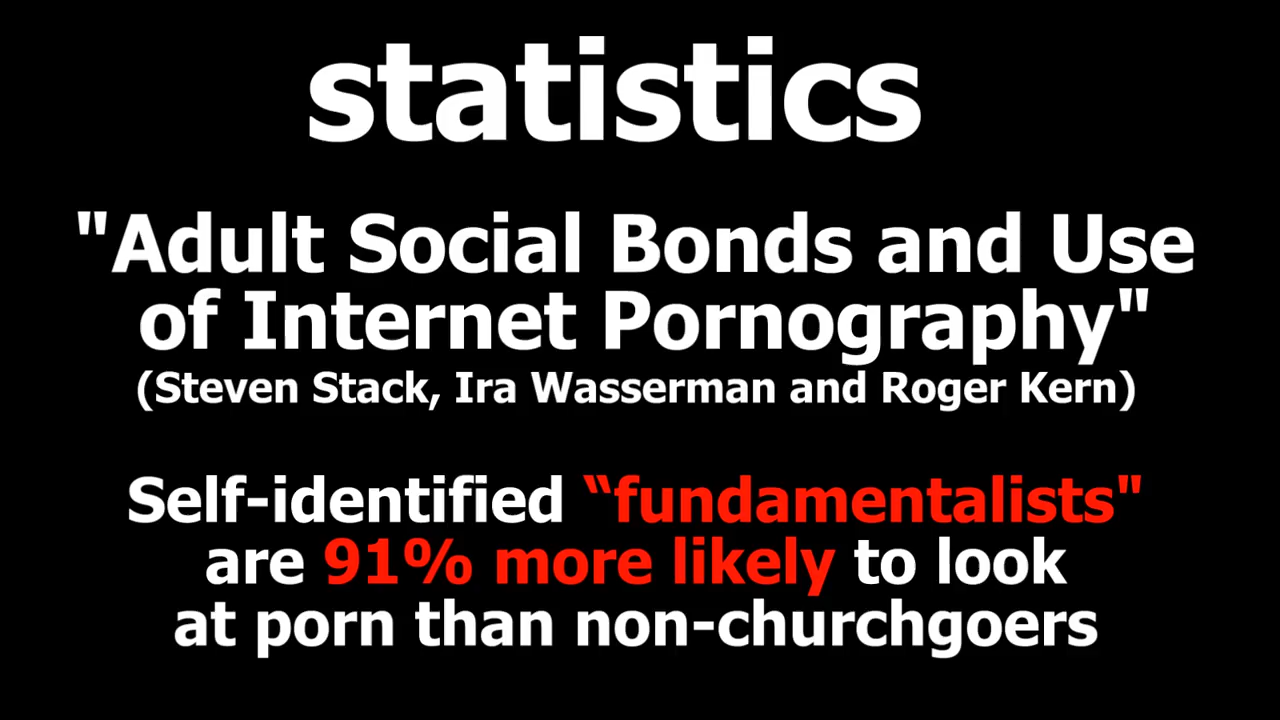 statistics
"Adult Social Bonds and Use
of Internet Pornography"
(Steven Stack, Ira Wasserman and Roger Kern)
Self-identified “fundamentalists"
are 91% more likely to look
at porn than non-churchgoers